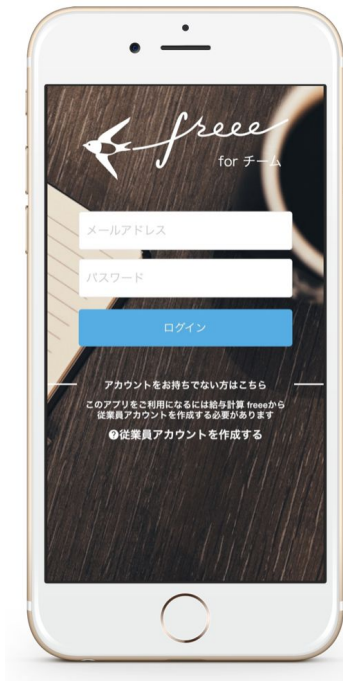 freee
for チーム
メールアドレス
パスワード
ログイン
アカウントをお持ちでない方はこちら
このアプリをご利用になるには給与計算 freeeから
従業員アカウントを作成する必要があります
?従業員アカウントを作成する